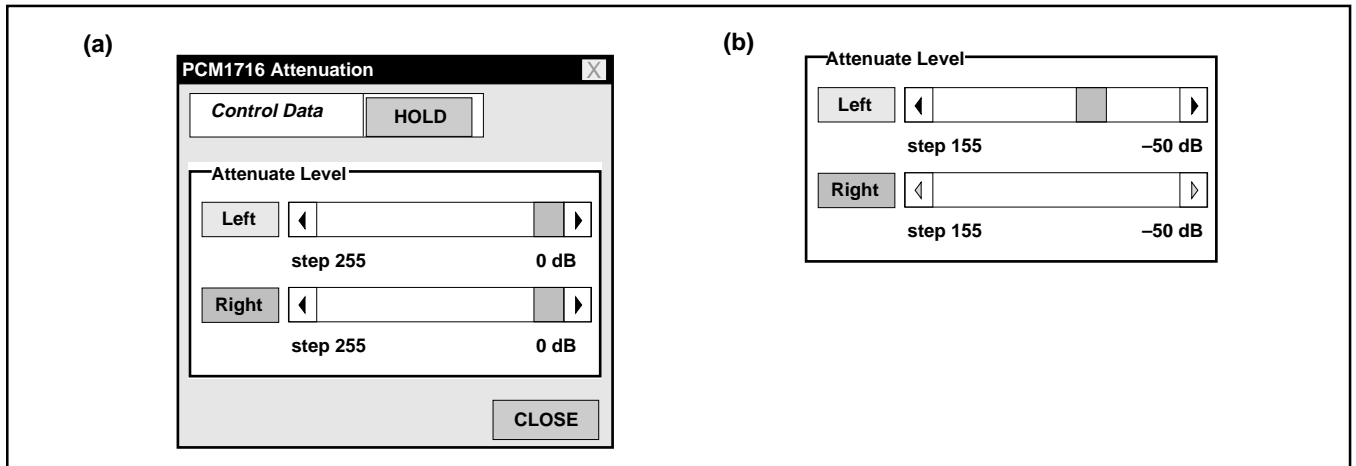 (a)
PCM1716 Attenuation X
Control Data HOLD
Attenuate Level
Left
step 255 0 dB
Right
step 255 0 dB
CLOSE
(b)
Attenuate Level
Left
step 155 –50 dB
Right
step 155 –50 dB